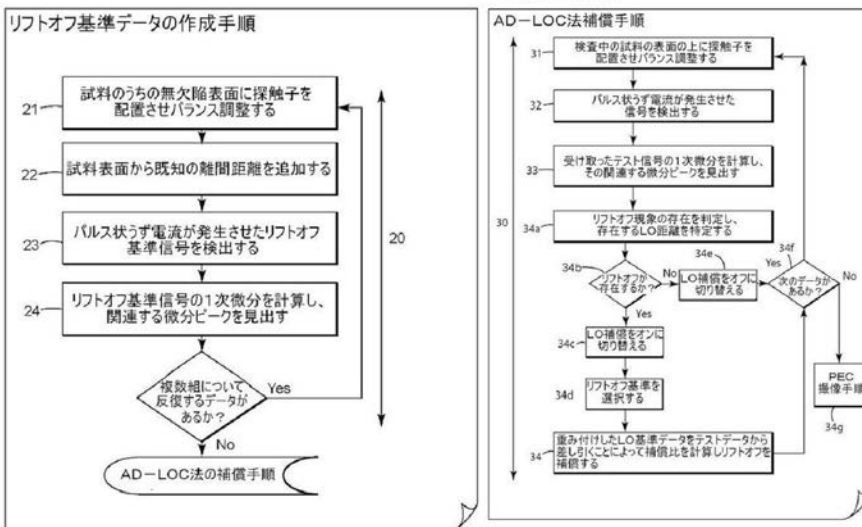 リフトオフ基準データの作成手順
21
試料のうちの無欠陥表面に探触子を
配置させバランス調整する
22
試料表面から既知の離間距離を追加する
23
パルス状うず電流が発生させたリフトオフ
基準信号を検出する
24
リフトオフ基準信号の1次微分を計算し、
関連する微分ピークを見出す
20
複数組について
反復するデータが
あるか?
Yes
No
AD-LOC法の補償手順
AD-LOC法補償手順
30
31
検査中の試料の表面の上に探触子を
配置させバランス調整する
32
パルス状うず電流が発生させた
信号を検出する
33
受け取ったテスト信号の1次微分を計算し、
その関連する微分ピークを見出す
34a
リフトオフ現象の存在を判定し、
存在するLO距離を特定する
34b
リフトオフが
存在するか?
No
34e
LO補償をオフに
切り替える
Yes
34f
次のデータが
あるか?
No
Yes
34c
LO補償をオンに
切り替える
34d
リフトオフ基準を
選択する
PEC
撮像手順
34g
34
重み付けしたLO基準データをテストデータから
差し引くことによって補償比を計算しリフトオフを
補償する